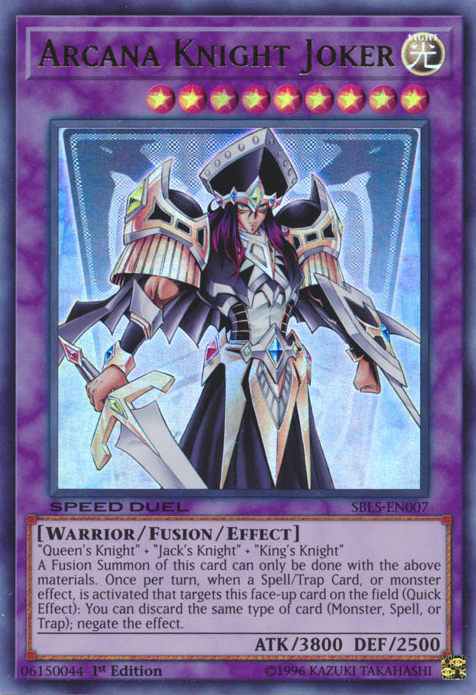 ARCANA KNIGHT JOKER
LIGHT
光
SPEED DUEL
SBLS-EN007
[WARRIOR/FUSION/EFFECT]
"Queen's Knight" + "Jack's Knight" + "King's Knight"
A Fusion Summon of this card can only be done with the above
materials. Once per turn, when a Spell/Trap Card, or monster
effect, is activated that targets this face-up card on the field (Quick
Effect): You can discard the same type of card (Monster, Spell, or
Trap); negate the effect.
ATK/3800 DEF/2500
06150044 1st Edition
©1996 KAZUKI TAKAHASHI